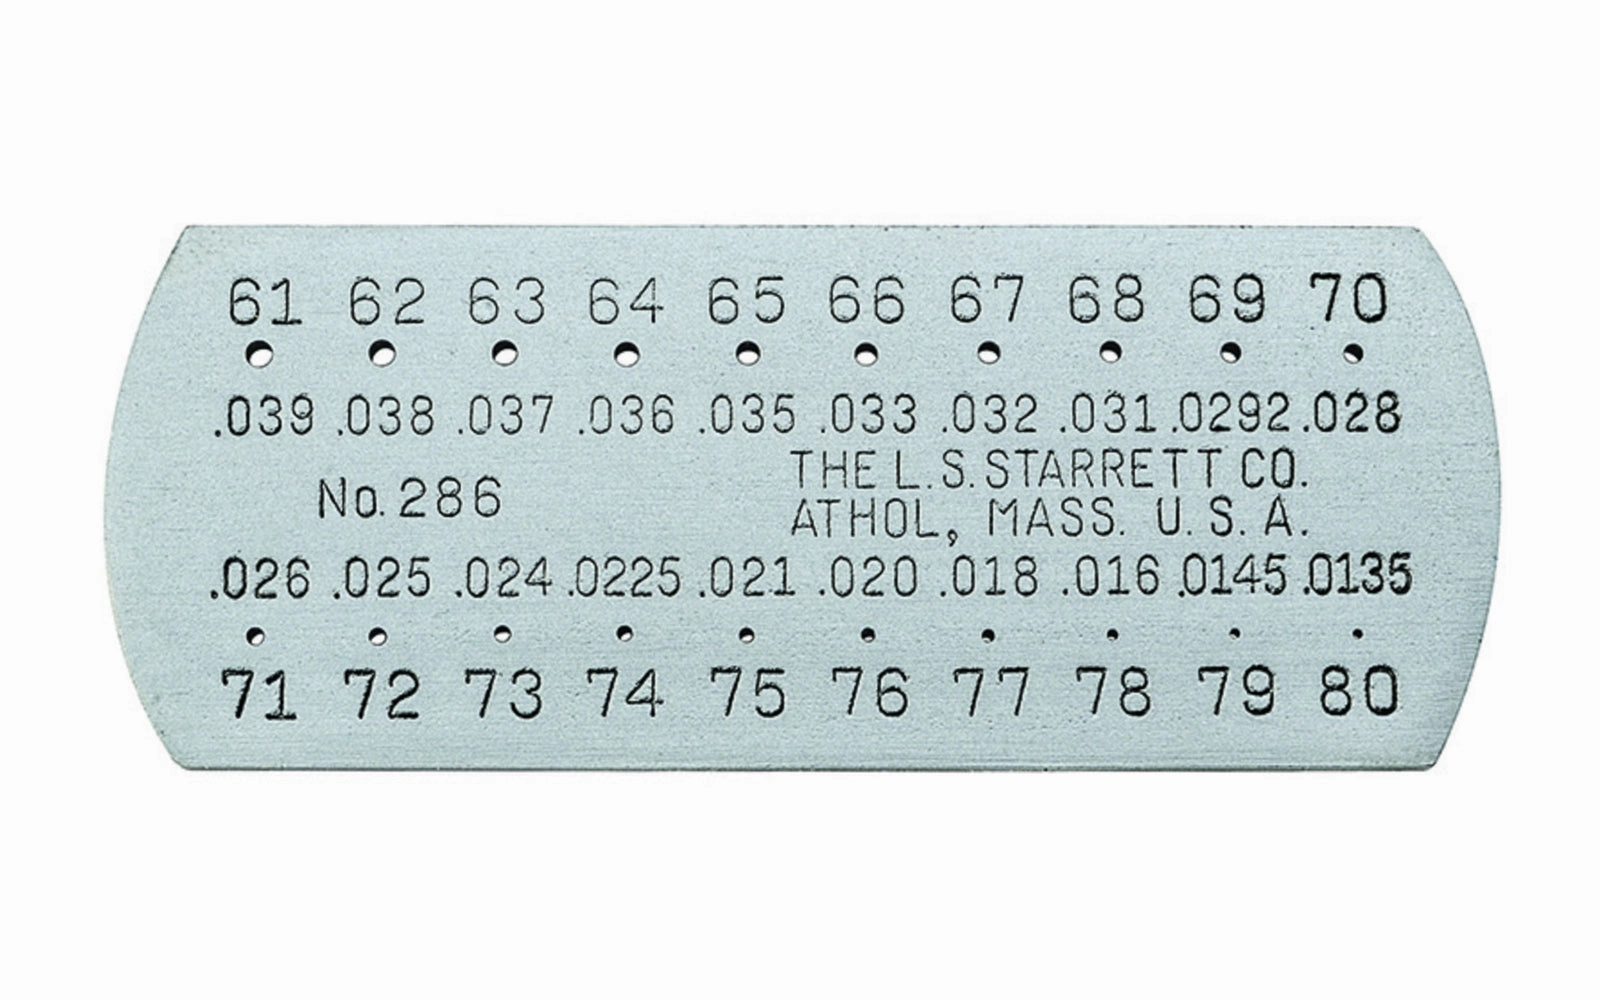 61 62 63 64 65 66 67 68 69 70
.039 .038 .037 .036 .035 .033 .032 .031 .0292 .028
THE L.S. STARRETT CO.
No. 286
ATHOL, MASS. U.S.A.
.026 .025 .024 .0225 .021 .020 .018 .016 .0145 .0135
71 72 73 74 75 76 77 78 79 80